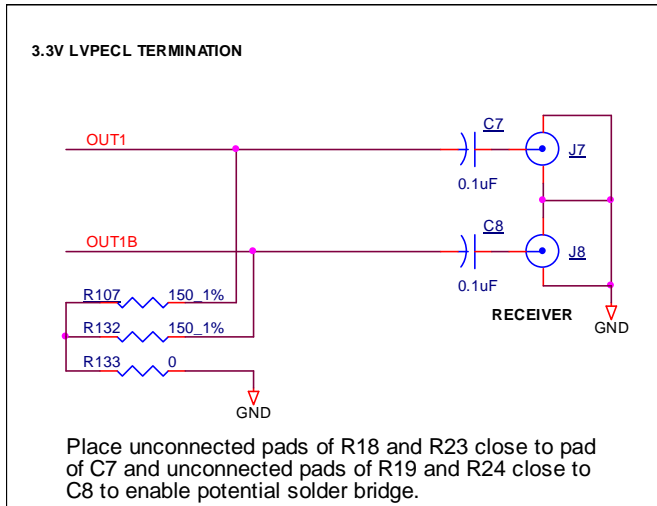 3.3V LVPECL TERMINATION
OUT1
C7
J7
0.1uF
OUT1B
C8
J8
0.1uF
R107 150_1%
RECEIVER
R132 150_1%
GND
R133 0
GND
Place unconnected pads of R18 and R23 close to pad
of C7 and unconnected pads of R19 and R24 close to
C8 to enable potential solder bridge.